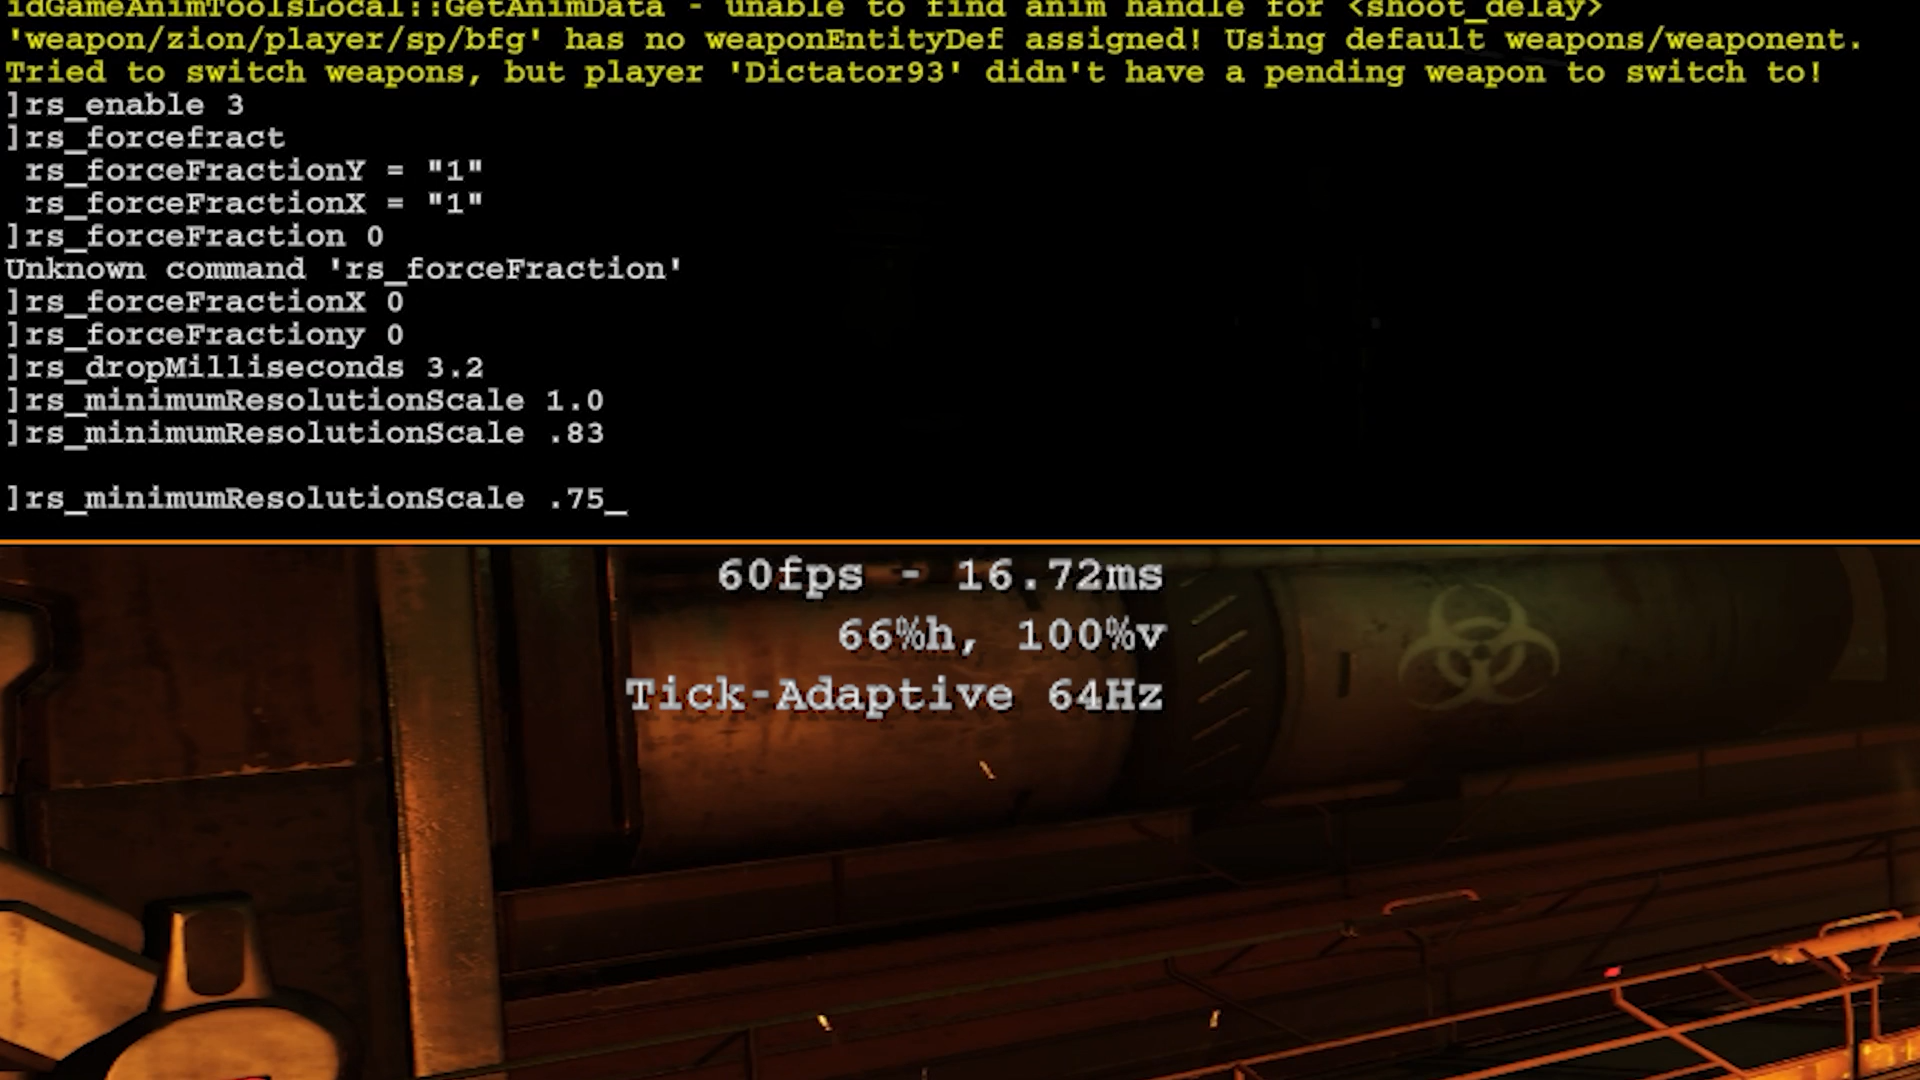 idGameAnimToolsLocal::GetAnimData - unable to find anim handle for <shoot_delay>
'weapon/zion/player/sp/bfg' has no weaponEntityDef assigned! Using default weapons/weaponent.
Tried to switch weapons, but player 'Dictator93' didn't have a pending weapon to switch to!
]rs_enable 3
]rs_forcefract
rs_forceFractionY = "1"
rs_forceFractionX = "1"
]rs_forceFraction 0
Unknown command 'rs_forceFraction'
]rs_forceFractionX 0
]rs_forceFractiony 0
]rs_dropMilliseconds 3.2
]rs_minimumResolutionScale 1.0
]rs_minimumResolutionScale .83
]rs_minimumResolutionScale .75_
60fps - 16.72ms
66%h, 100%v
Tick-Adaptive 64Hz